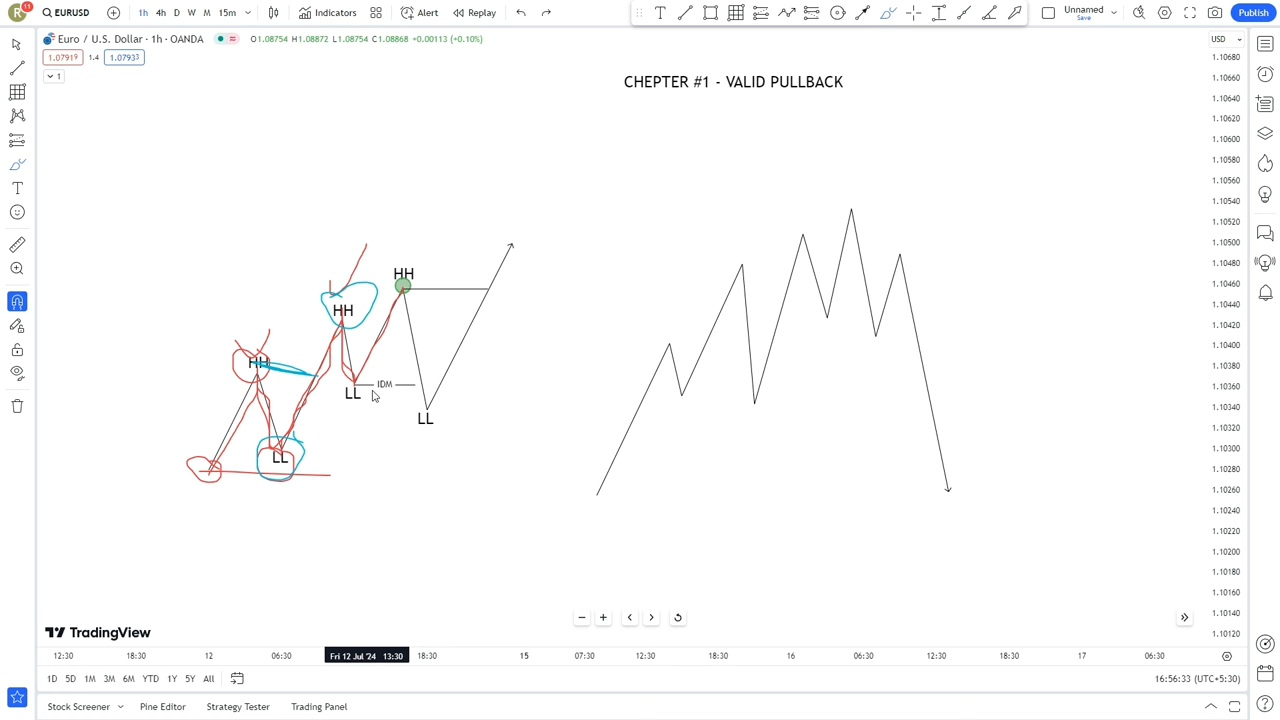 R 11 EURUSD 1h 4h D W M 15m Indicators Alert Replay Unnamed Save Publish
Euro / U.S. Dollar · 1h · OANDA O1.08754 H1.08872 L1.08754 C1.08868 +0.00113 (+0.10%) USD
1.07919 1.4 1.07933
1
CHEPTER #1 - VALID PULLBACK
HH
HH
HH
IDM
LL
LL
LL
1.10680
1.10660
1.10640
1.10620
1.10600
1.10580
1.10560
1.10540
1.10520
1.10500
1.10480
1.10460
1.10440
1.10420
1.10400
1.10380
1.10360
1.10340
1.10320
1.10300
1.10280
1.10260
1.10240
1.10220
1.10200
1.10180
1.10160
1.10140
1.10120
TradingView
12:30 18:30 12 06:30 Fri 12 Jul '24 13:30 18:30 15 07:30 12:30 18:30 16 06:30 12:30 18:30 17 06:30
1D 5D 1M 3M 6M YTD 1Y 5Y All 16:56:33 (UTC+5:30)
Stock Screener Pine Editor Strategy Tester Trading Panel